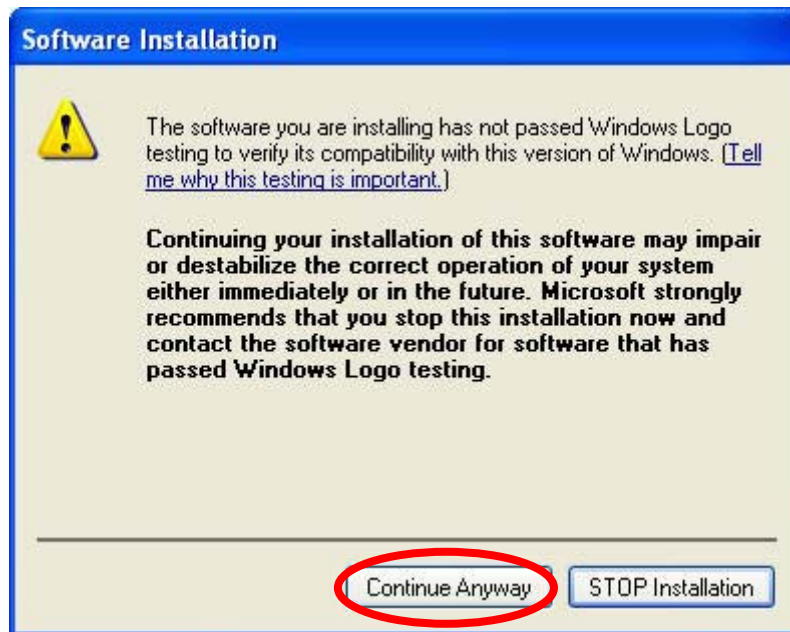 Software Installation
The software you are installing has not passed Windows Logo
testing to verify its compatibility with this version of Windows. (Tell
me why this testing is important.)
Continuing your installation of this software may impair
or destabilize the correct operation of your system
either immediately or in the future. Microsoft strongly
recommends that you stop this installation now and
contact the software vendor for software that has
passed Windows Logo testing.
Continue Anyway STOP Installation